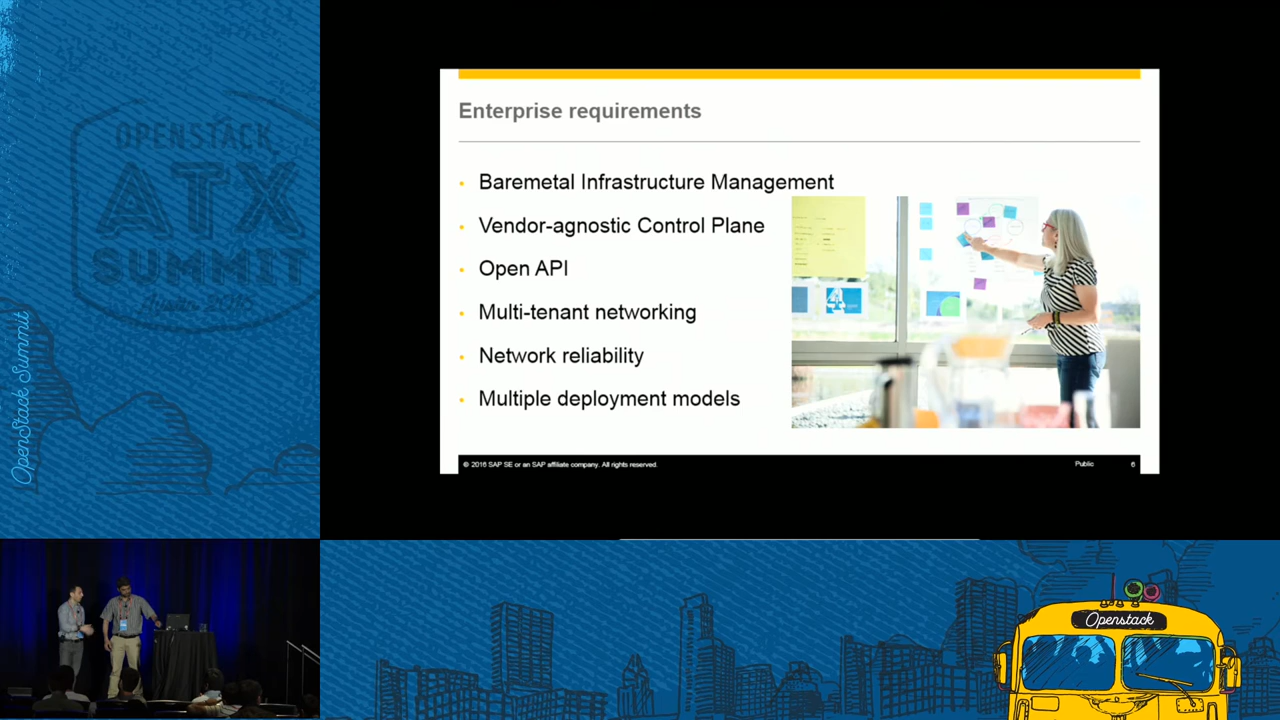 OPENSTACK
ATX
SUMMIT
OpenStack Summit
Enterprise requirements
• Baremetal Infrastructure Management
• Vendor-agnostic Control Plane
• Open API
• Multi-tenant networking
• Network reliability
• Multiple deployment models
© 2016 SAP SE or an SAP affiliate company. All rights reserved.
Public
6
Openstack